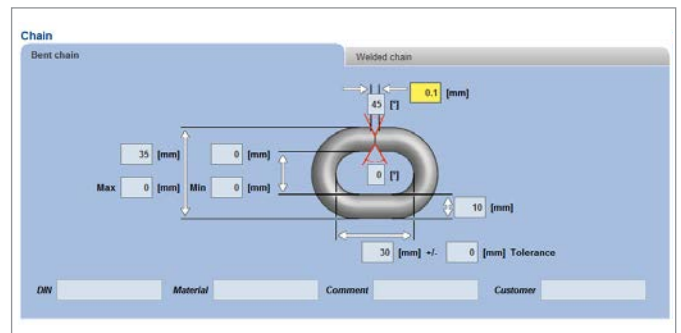 Chain
Bent chain Welded chain
0.1 [mm]
45 [°]
35 [mm] 0 [mm]
0 [°]
Max 0 [mm] Min 0 [mm]
10 [mm]
30 [mm] +/- 0 [mm] Tolerance
DIN Material Comment Customer